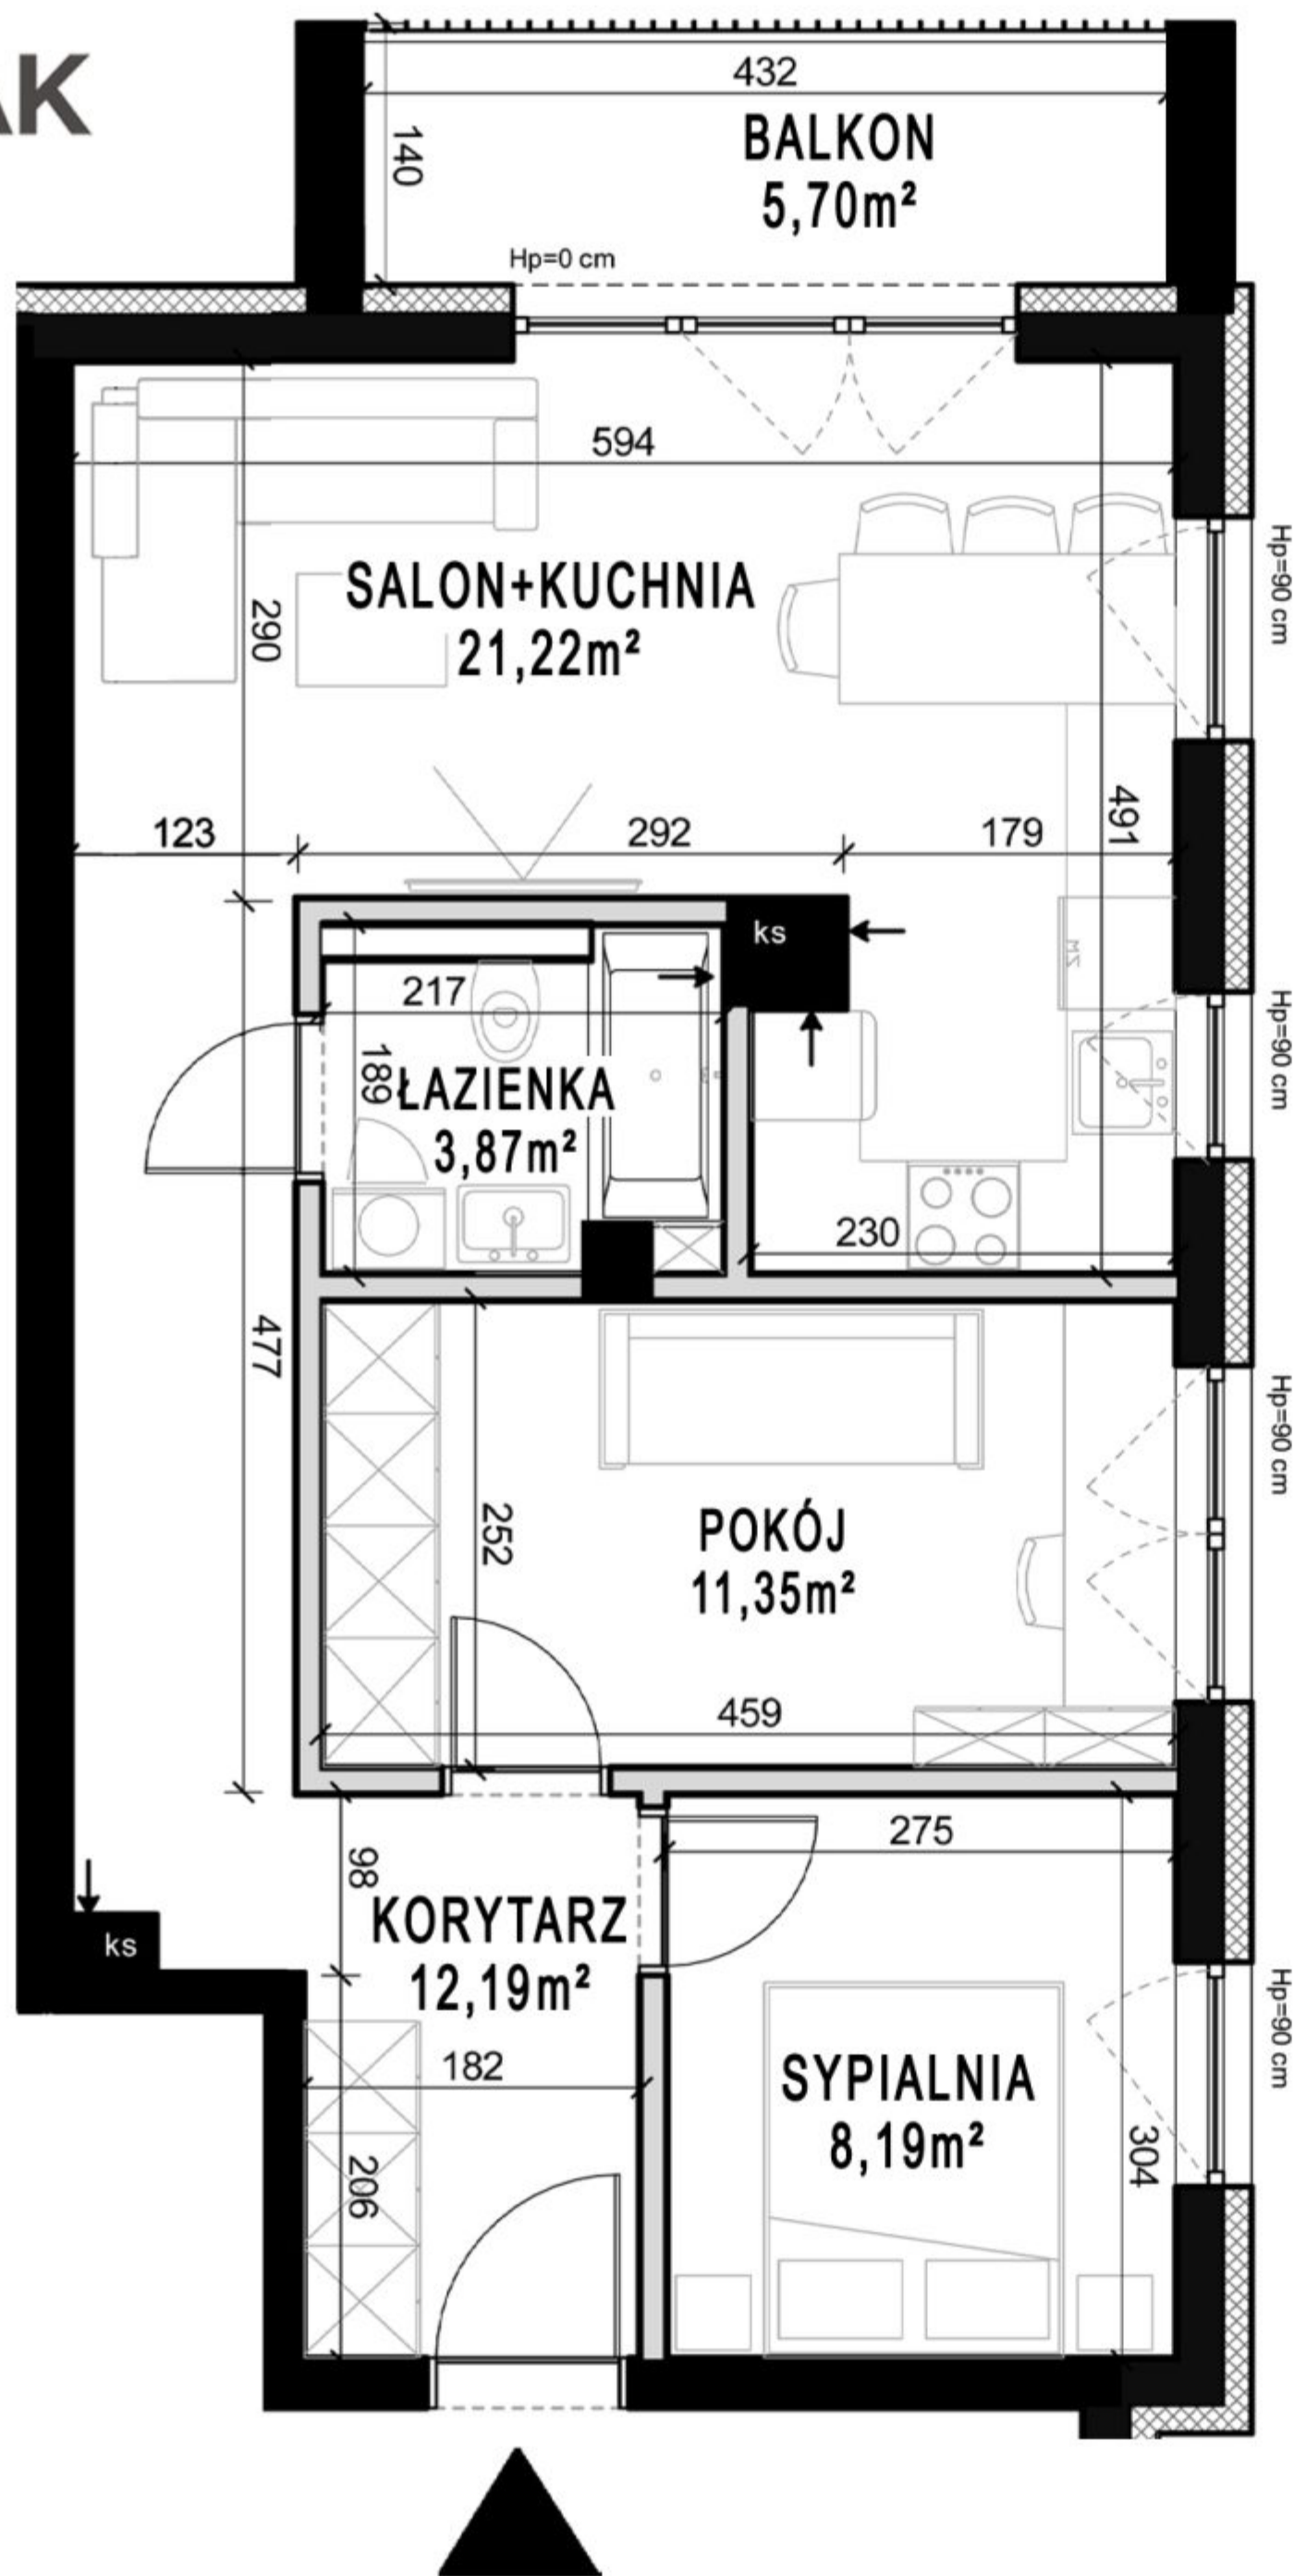 AK
432
140
BALKON
5,70m²
Hp=0 cm
594
Hp=90 cm
SALON+KUCHNIA
21,22m²
290
123
292
179
491
ks
217
189
ŁAZIENKA
3,87m²
MZ
Hp=90 cm
230
477
252
POKÓJ
11,35m²
Hp=90 cm
459
275
98
KORYTARZ
12,19m²
ks
182
206
SYPIALNIA
8,19m²
304
Hp=90 cm